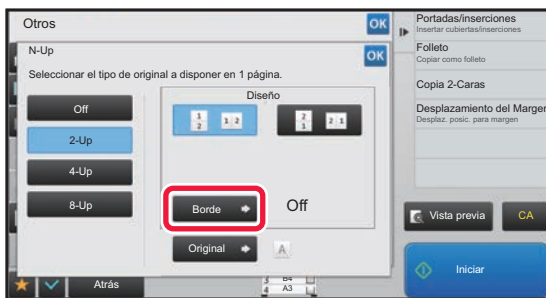 Otros
OK
N-Up
OK
Seleccionar el tipo de original a disponer en 1 página.
Off
2-Up
4-Up
8-Up
Diseño
1
2
1 2
2
1
2 1
Borde
Off
Original
A
Atrás
3 B4
4 A3
Portadas/inserciones
Insertar cubiertas/inserciones
Folleto
Copiar como folleto
Copia 2-Caras
Desplazamiento del Margen
Desplaz. posic. para margen
Vista previa
CA
Iniciar